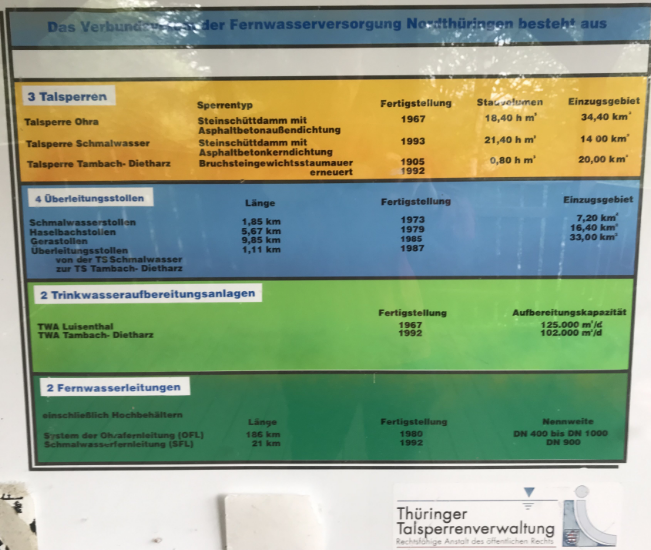 Das Verbundsystem der Fernwasserversorgung Nordthüringen besteht aus
3 Talsperren
Sperrentyp Fertigstellung Stauvolumen Einzugsgebiet
Talsperre Ohra Steinschüttdamm mit 1967 18,40 h m³ 34,40 km²
Asphaltbetonaußendichtung
Talsperre Schmalwasser Steinschüttdamm mit 1993 21,40 h m³ 14 00 km²
Asphaltbetonkerndichtung
Talsperre Tambach- Dietharz Bruchsteingewichtsstaumauer 1905 0,80 h m³ 20,00 km²
erneuert 1992
4 Überleitungsstollen
Länge Fertigstellung Einzugsgebiet
Schmalwasserstollen 1,85 km 1973 7,20 km²
Haselbachstollen 5,67 km 1979 16,40 km²
Gerastollen 9,85 km 1985 33,00 km²
Überleitungsstollen 1,11 km 1987
von der TS Schmalwasser
zur TS Tambach- Dietharz
2 Trinkwasseraufbereitungsanlagen
Fertigstellung Aufbereitungskapazität
TWA Luisenthal 1967 125.000 m³/d
TWA Tambach- Dietharz 1992 102.000 m³/d
2 Fernwasserleitungen
einschließlich Hochbehältern
Länge Fertigstellung Nennweite
System der Ohrafernleitung (OFL) 186 km 1980 DN 400 bis DN 1000
Schmalwasserfernleitung (SFL) 21 km 1992 DN 900
Thüringer
Talsperrenverwaltung
Rechtsfähige Anstalt des öffentlichen Rechts